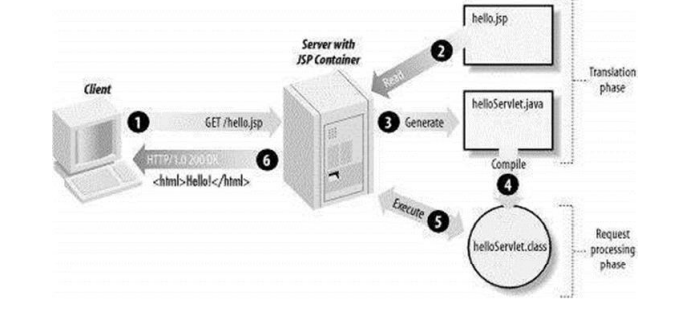 hello.jsp
2
Server with
JSP Container
Read
Translation
phase
Client
helloServlet.java
1
GET /hello.jsp
3
Generate
HTTP/1.0 200 OK
6
<html>Hello!</html>
Compile
4
Execute
5
helloServlet.class
Request
processing
phase